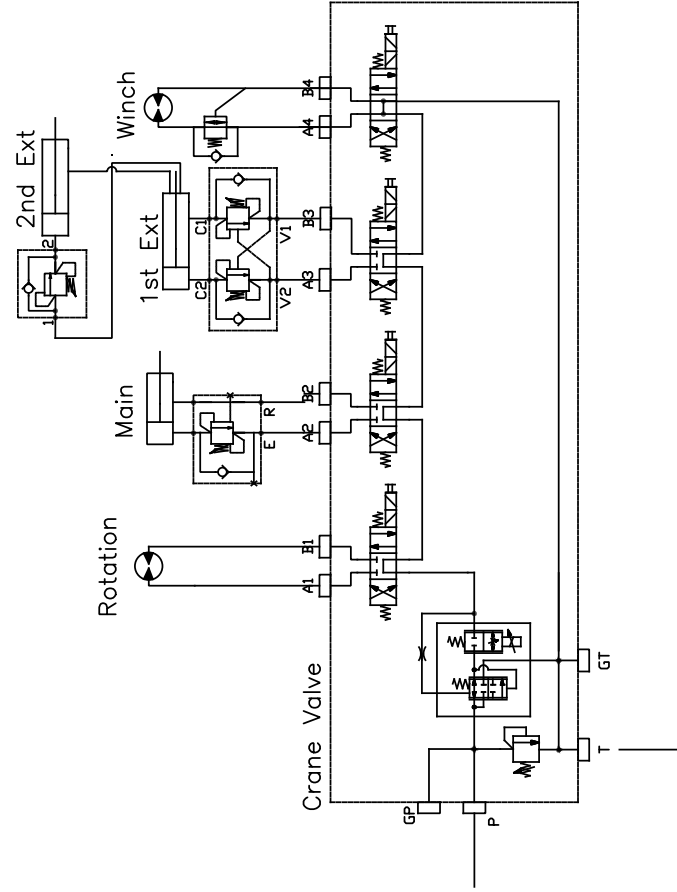 Winch
2nd Ext
1st Ext
Main
Rotation
Crane Valve
B4
A4
B3
A3
B2
A2
B1
A1
C1
V1
C2
V2
2
1
R
E
GT
T
GP
P